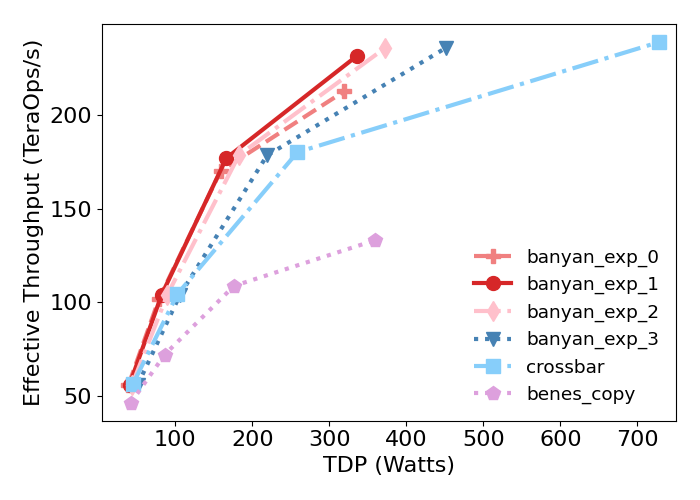 Effective Throughput (TeraOps/s)
200
150
100
50
banyan_exp_0
banyan_exp_1
banyan_exp_2
banyan_exp_3
crossbar
benes_copy
100 200 300 400 500 600 700
TDP (Watts)